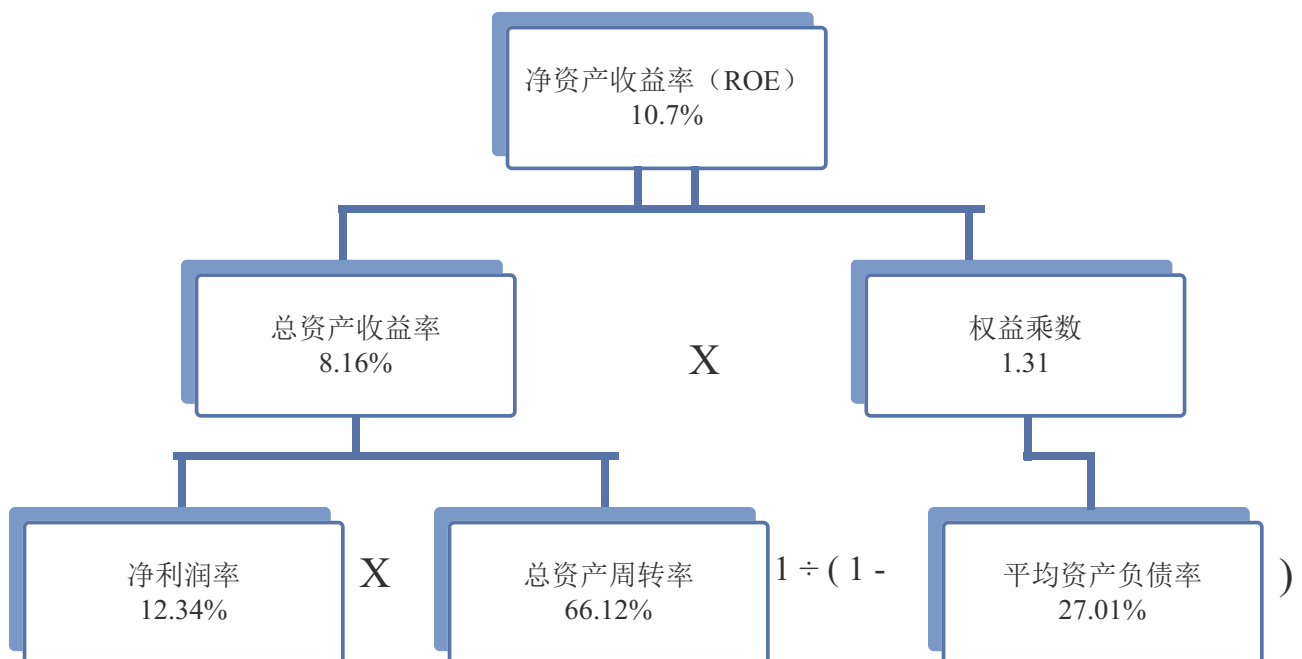 净资产收益率（ROE）
10.7%
总资产收益率
8.16%
X
权益乘数
1.31
净利润率
12.34%
X
总资产周转率
66.12%
1 ÷ ( 1 -
平均资产负债率
27.01%
)